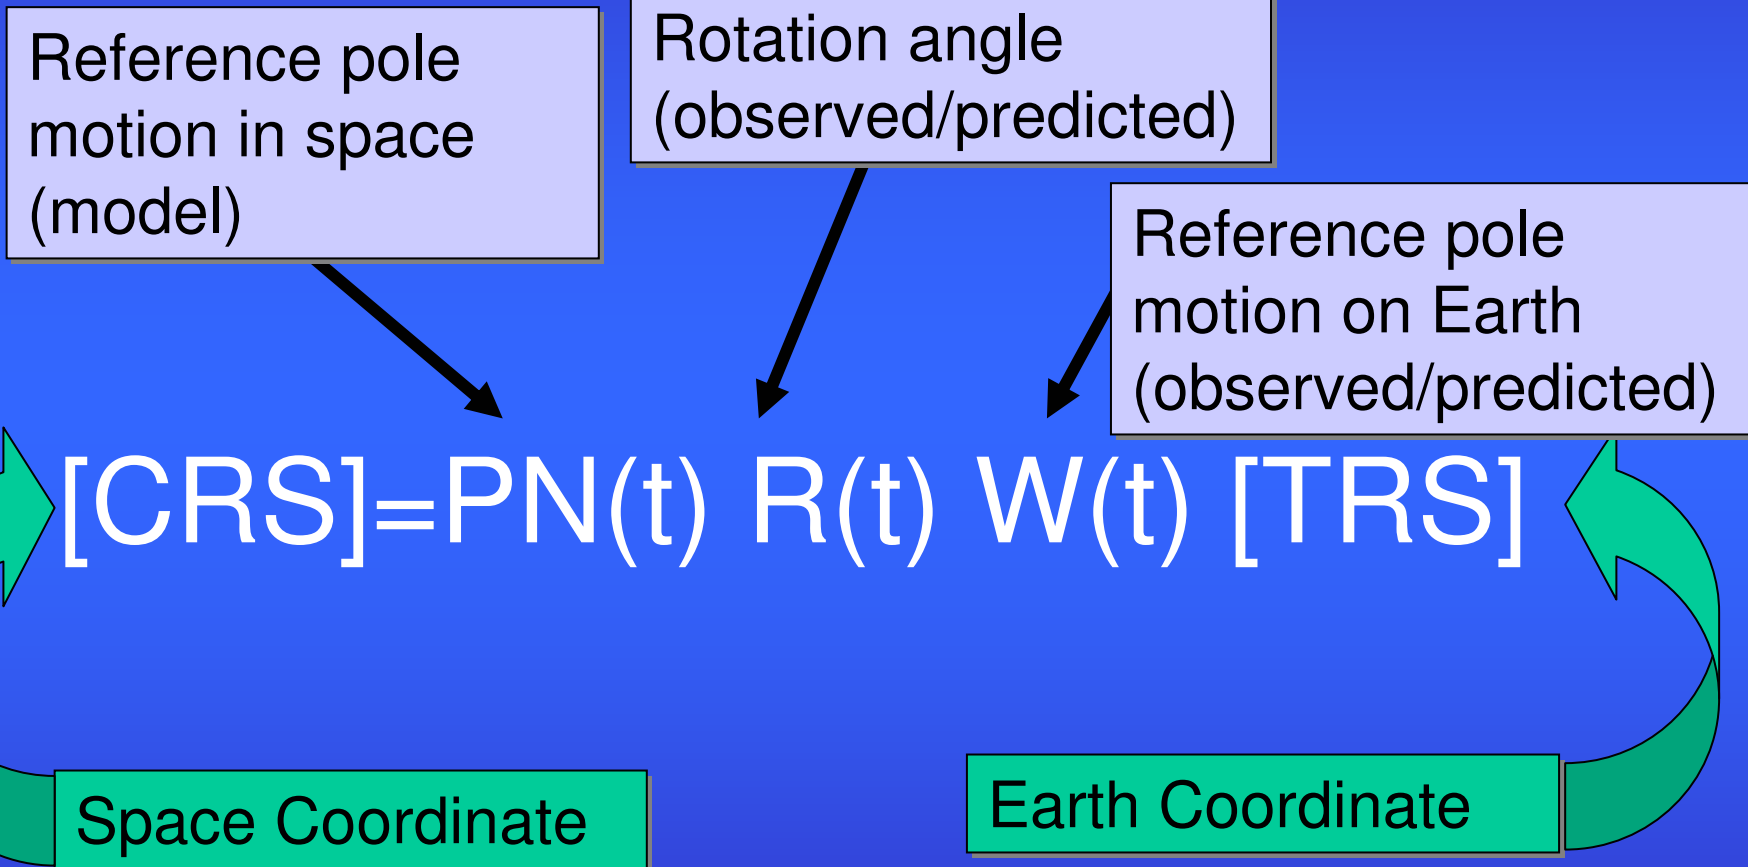 Reference pole
motion in space
(model)
Rotation angle
(observed/predicted)
Reference pole
motion on Earth
(observed/predicted)
[CRS]=PN(t) R(t) W(t) [TRS]
Space Coordinate
Earth Coordinate